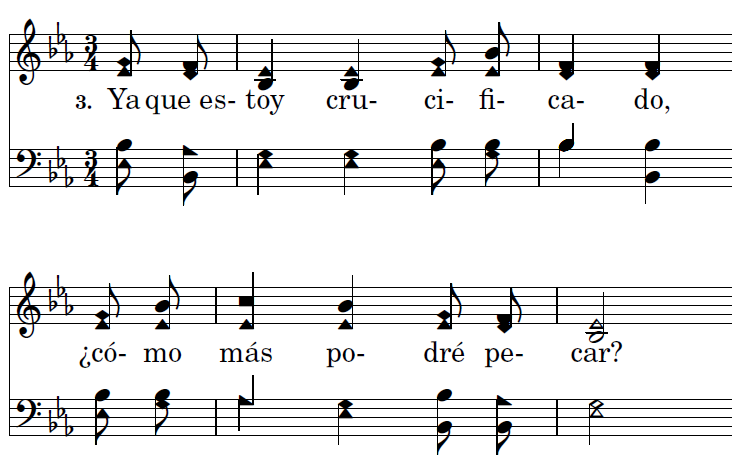 3. Ya que es- toy cru- ci- fi- ca- do,
¿có- mo más po- dré pe- car?